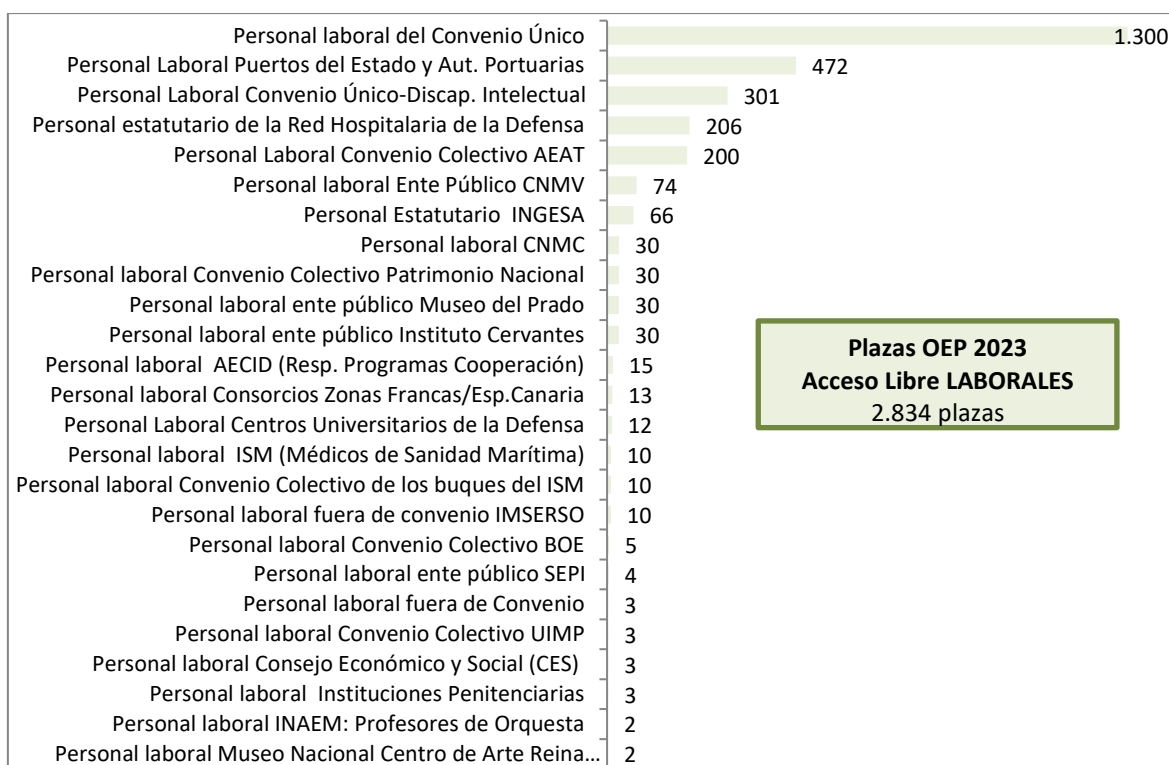 Personal laboral del Convenio Único 1.300
Personal Laboral Puertos del Estado y Aut. Portuarias 472
Personal Laboral Convenio Único-Discap. Intelectual 301
Personal estatutario de la Red Hospitalaria de la Defensa 206
Personal Laboral Convenio Colectivo AEAT 200
Personal laboral Ente Público CNMV 74
Personal Estatutario INGESA 66
Personal laboral CNMC 30
Personal laboral Convenio Colectivo Patrimonio Nacional 30
Personal laboral ente público Museo del Prado 30
Personal laboral ente público Instituto Cervantes 30
Personal laboral AECID (Resp. Programas Cooperación) 15
Personal laboral Consorcios Zonas Francas/Esp.Canaria 13
Personal Laboral Centros Universitarios de la Defensa 12
Personal laboral ISM (Médicos de Sanidad Marítima) 10
Personal laboral Convenio Colectivo de los buques del ISM 10
Personal laboral fuera de convenio IMSERSO 10
Personal laboral Convenio Colectivo BOE 5
Personal laboral ente público SEPI 4
Personal laboral fuera de Convenio 3
Personal laboral Convenio Colectivo UIMP 3
Personal laboral Consejo Económico y Social (CES) 3
Personal laboral Instituciones Penitenciarias 3
Personal laboral INAEM: Profesores de Orquesta 2
Personal laboral Museo Nacional Centro de Arte Reina... 2
Plazas OEP 2023
Acceso Libre LABORALES
2.834 plazas